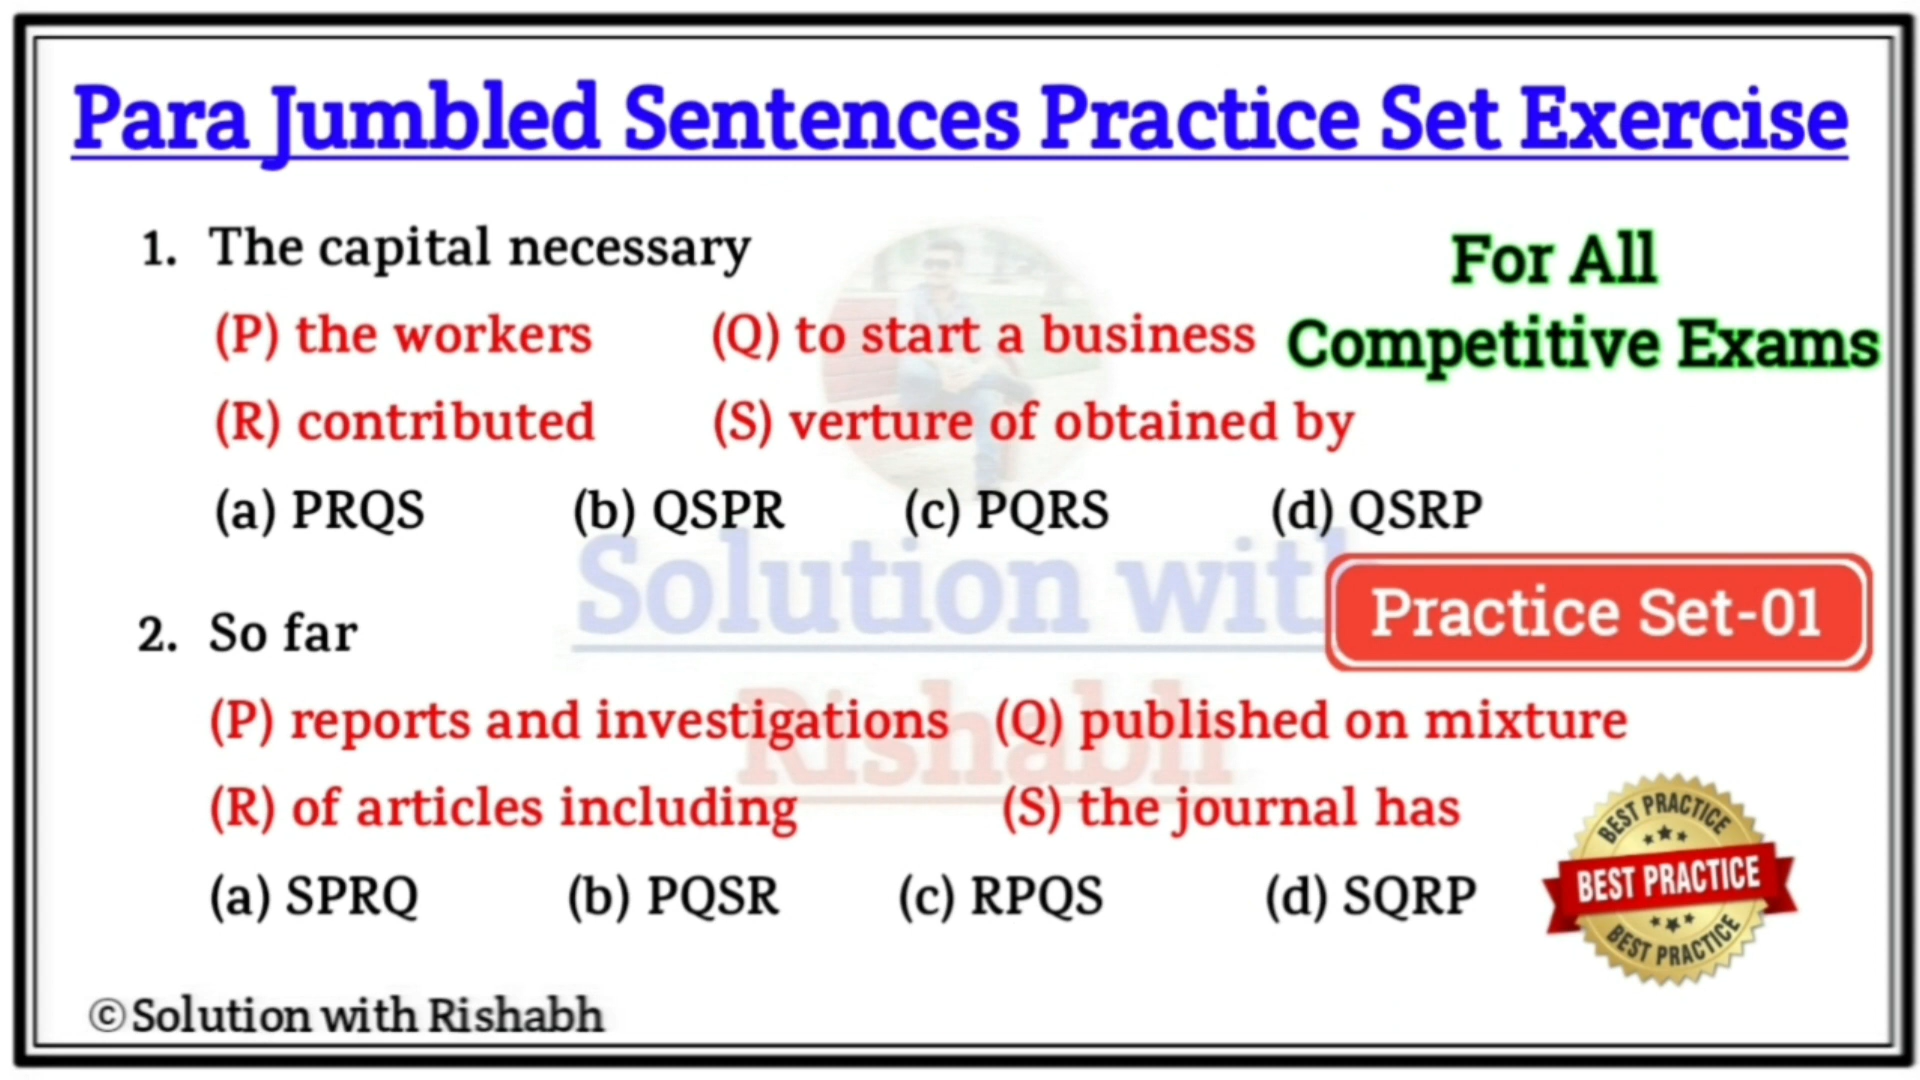 Para Jumbled Sentences Practice Set Exercise
1. The capital necessary
For All
(P) the workers (Q) to start a business
Competitive Exams
(R) contributed (S) verture of obtained by
(a) PRQS (b) QSPR (c) PQRS (d) QSRP
Solution with
Practice Set-01
2. So far
Rishabh
(P) reports and investigations (Q) published on mixture
(R) of articles including (S) the journal has
(a) SPRQ (b) PQSR (c) RPQS (d) SQRP
BEST PRACTICE
BEST PRACTICE
BEST PRACTICE
©Solution with Rishabh